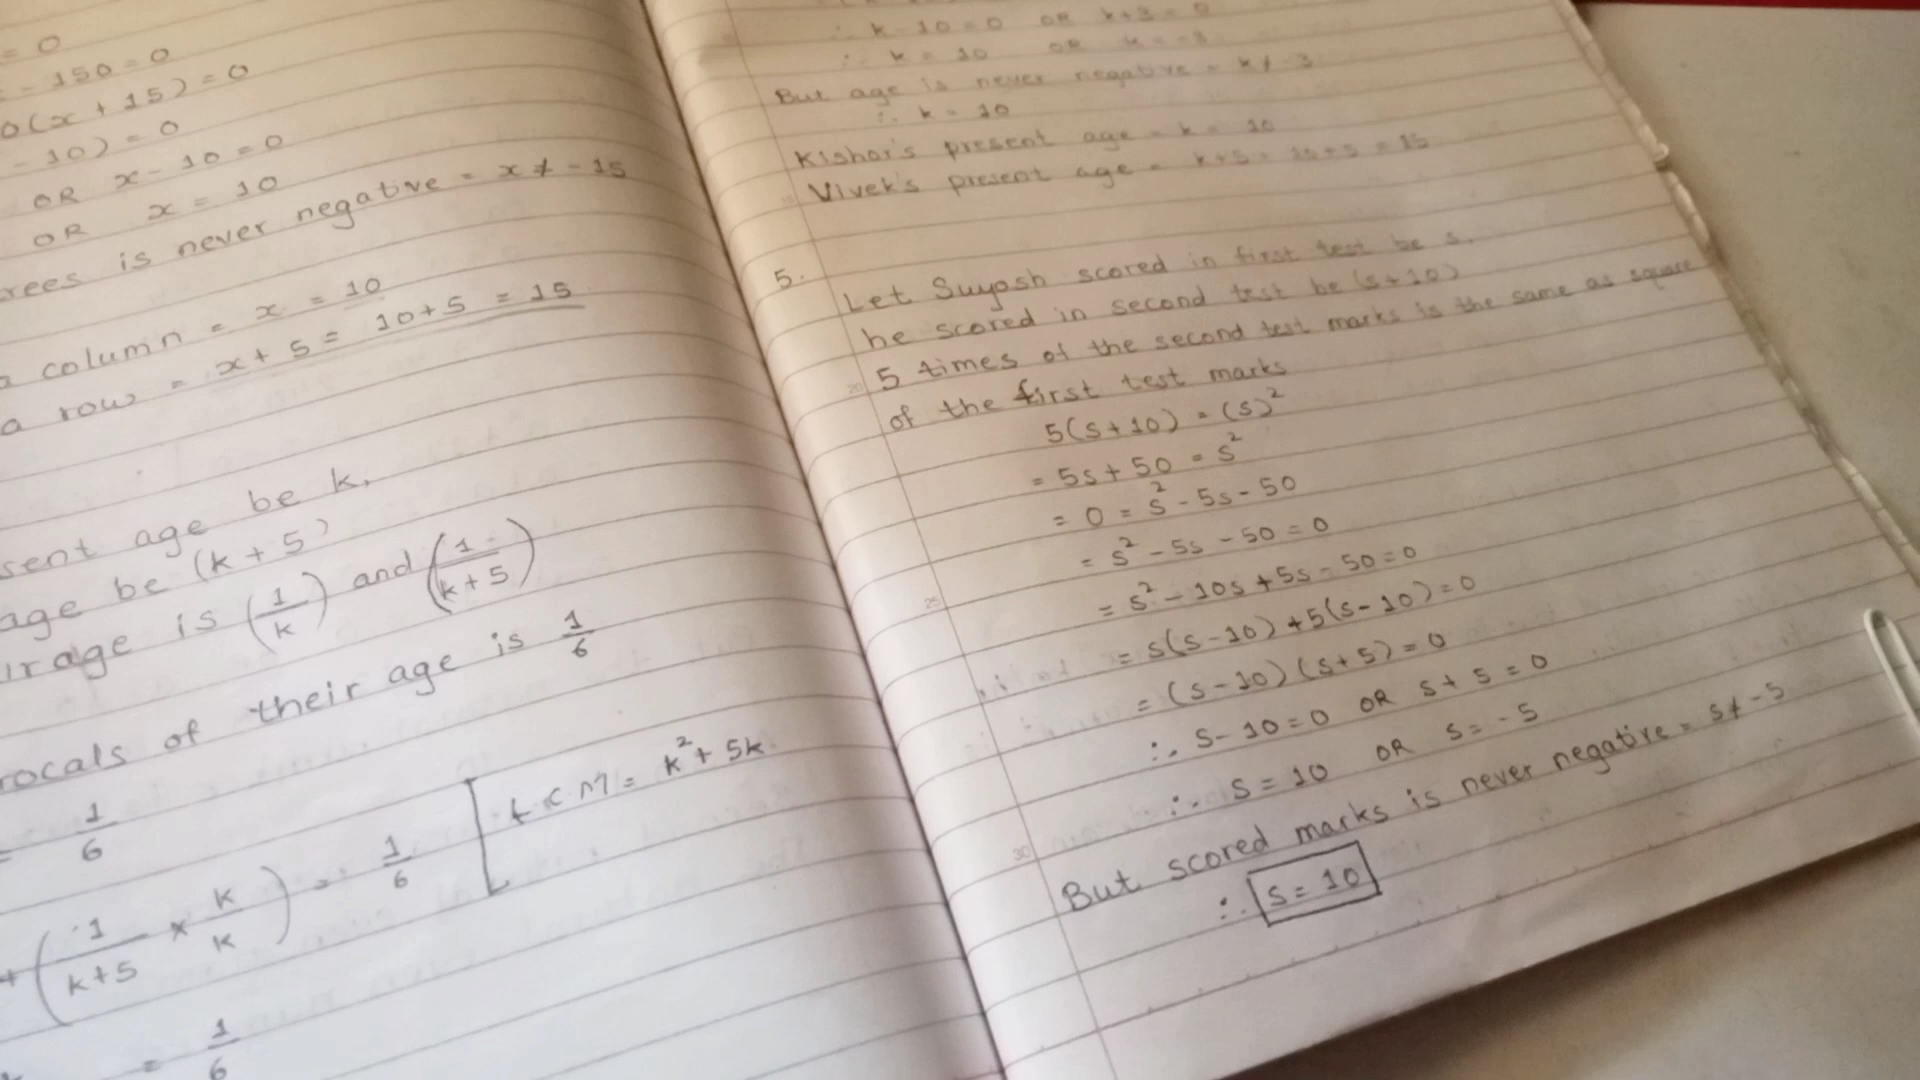 = 0
- 150 = 0
0(x + 15) = 0
- 10) = 0
OR x - 10 = 0
OR x = 10
rees is never negative = x ≠ - 15
a column = x = 10
a row = x + 5 = 10 + 5 = 15
sent age be k.
age be (k + 5)
ir age is (1/k) and (1/k+5)
rocals of their age is 1/6
= 1/6
+ (1/k+5 × k/k) = 1/6 [LCM = k² + 5k
= 1/6
∴ k - 10 = 0 OR k + 3 = 0
∴ k = 10 OR k = -3
But age is never negative = k ≠ -3
∴ k = 10
Kishor's present age = k = 10
Vivek's present age = k+5 = 10+5 = 15
5.
Let Suyash scored in first test be s.
he scored in second test be (s+10)
20 5 times of the second test marks is the same as square
of the first test marks
5(s+10) = (s)²
= 5s + 50 = s²
= 0 = s² - 5s - 50
= s² - 5s - 50 = 0
25 = s² - 10s + 5s - 50 = 0
= s(s-10) + 5(s-10) = 0
= (s-10) (s+5) = 0
∴ s - 10 = 0 OR s + 5 = 0
∴ s = 10 OR s = -5
30 But scored marks is never negative = s ≠ -5
∴ s = 10